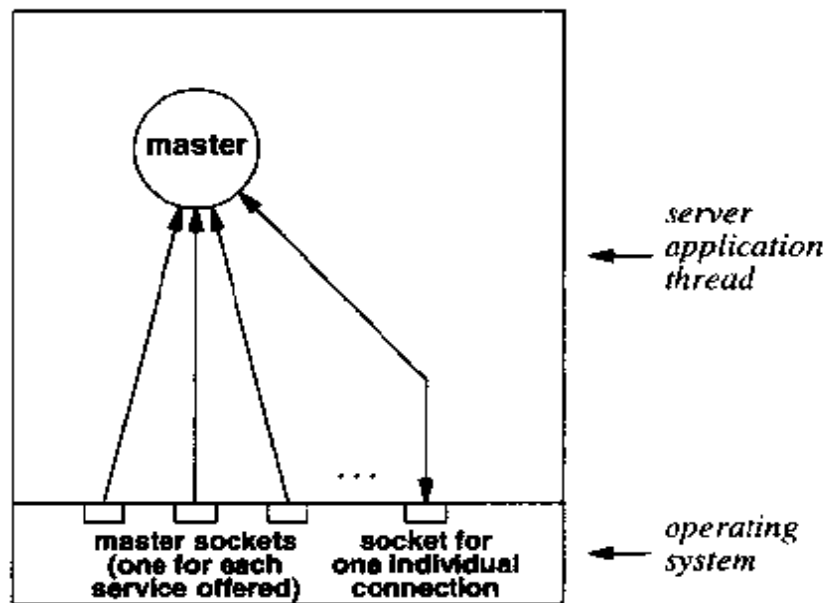 master
server
application
thread
. . .
master sockets
(one for each
service offered)
socket for
one individual
connection
operating
system